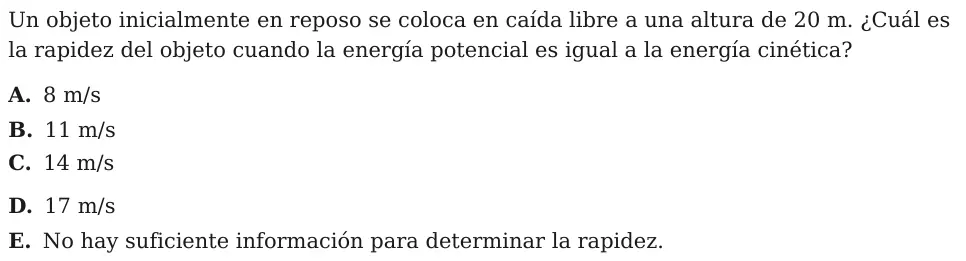 Un objeto inicialmente en reposo se coloca en caída libre a una altura de 20 m. ¿Cuál es
la rapidez del objeto cuando la energía potencial es igual a la energía cinética?
A. 8 m/s
B. 11 m/s
C. 14 m/s
D. 17 m/s
E. No hay suficiente información para determinar la rapidez.